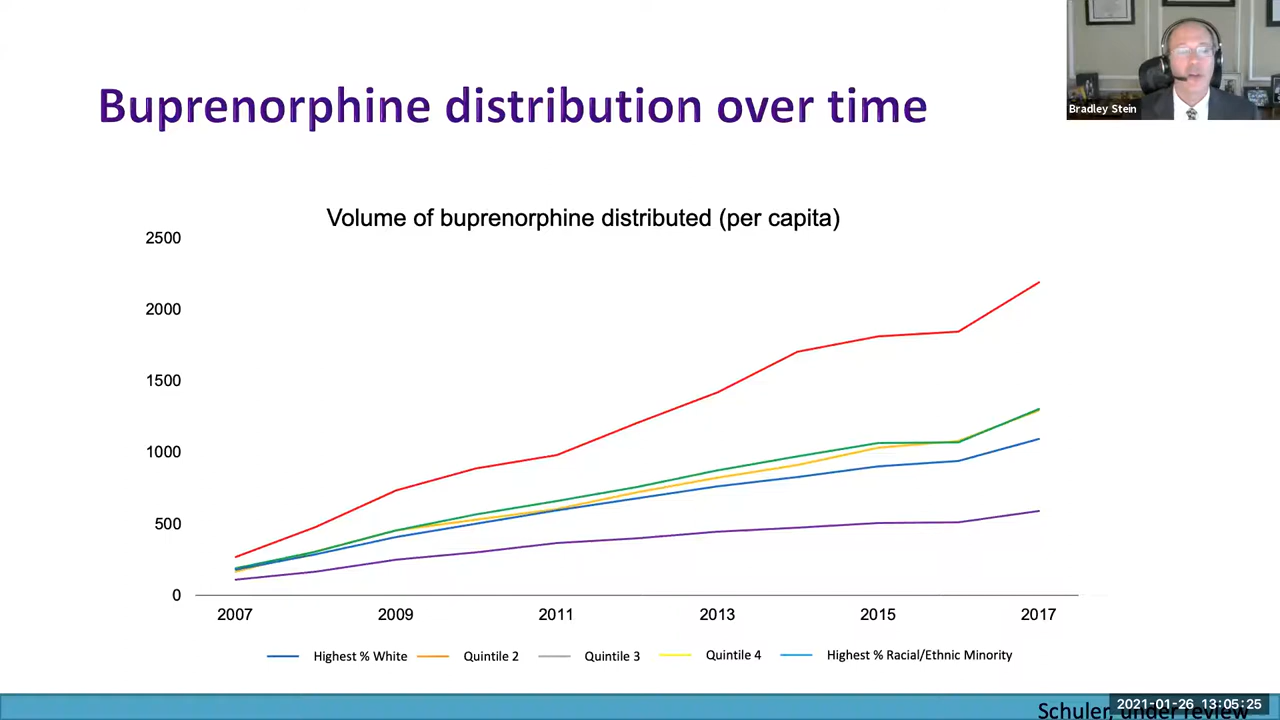 Buprenorphine distribution over time
Bradley Stein
Volume of buprenorphine distributed (per capita)
2500
2000
1500
1000
500
0
2007 2009 2011 2013 2015 2017
Highest % White Quintile 2 Quintile 3 Quintile 4 Highest % Racial/Ethnic Minority
2021-01-26 13:05:25
Schuler, under review